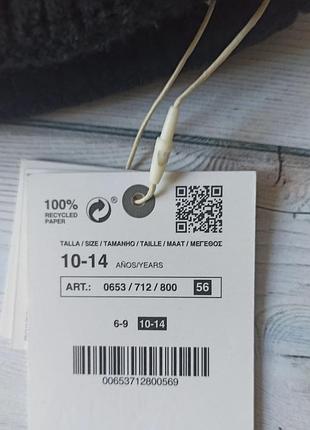 100%
RECYCLED
PAPER
®
TALLA / SIZE / TAMANHO / TAILLE / MAAT / ΜΕΓΕΘΟΣ
10-14 AÑOS/YEARS
ART.: 0653 / 712 / 800 56
6-9 10-14
00653712800569